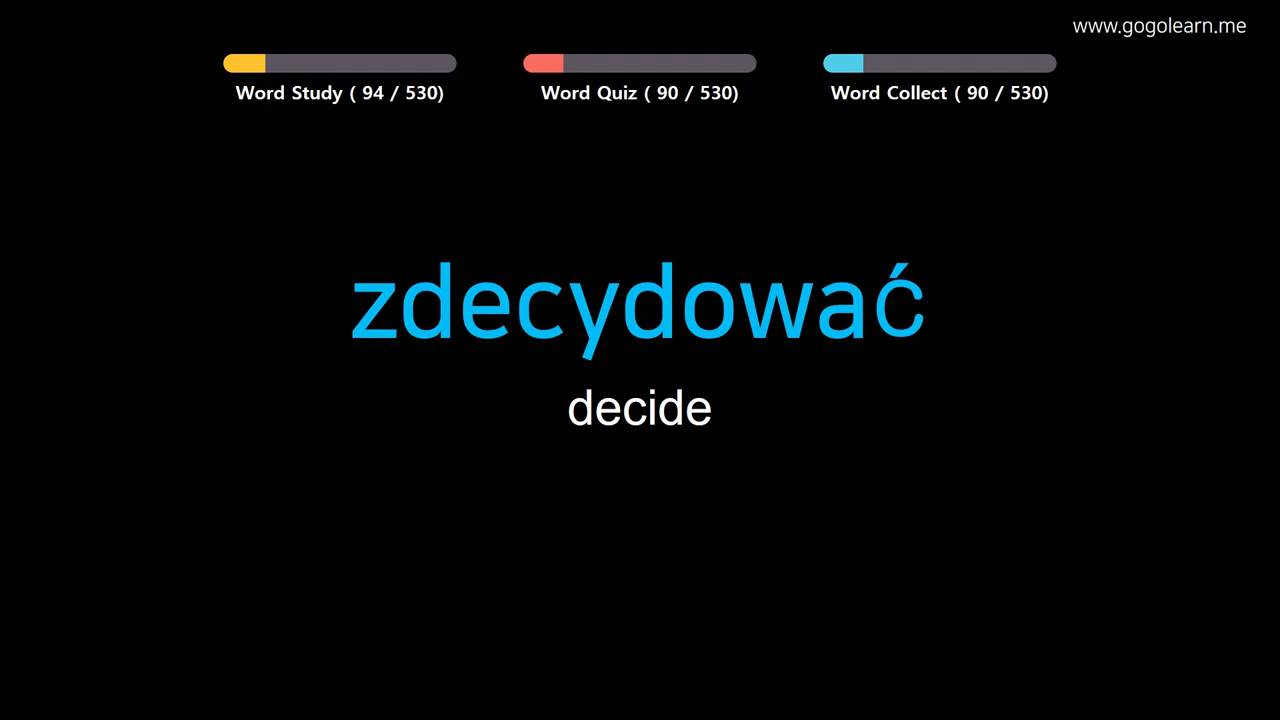 www.gogolearn.me
Word Study ( 94 / 530)
Word Quiz ( 90 / 530)
Word Collect ( 90 / 530)
zdecydować
decide